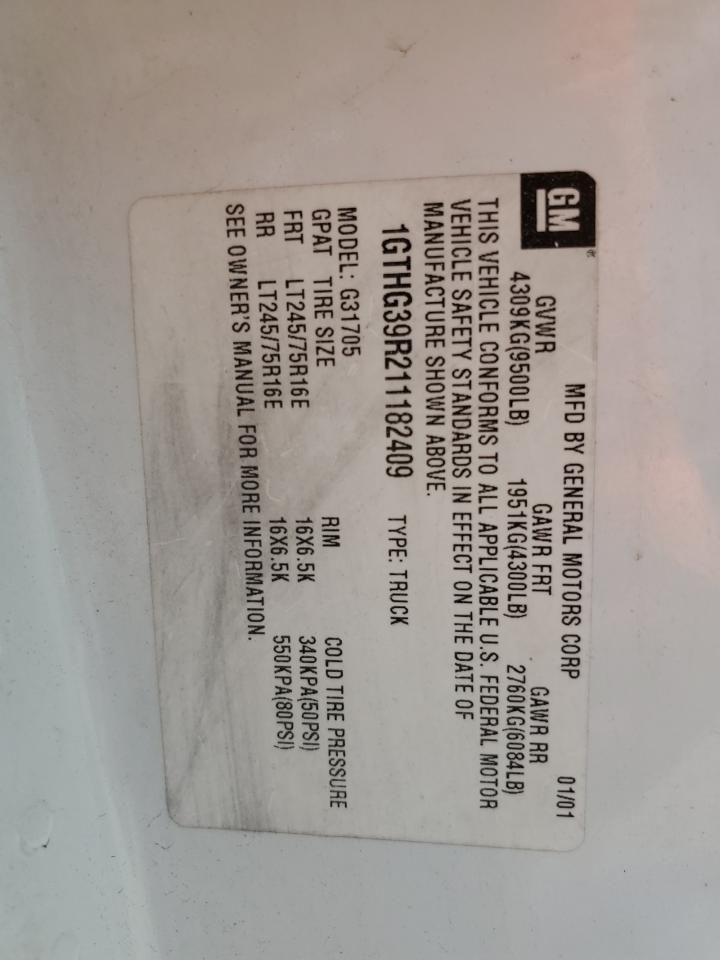 GM®
MFD BY GENERAL MOTORS CORP 01/01
GVWR GAWR FRT GAWR RR
4309KG(9500LB) 1951KG(4300LB) 2760KG(6084LB)
THIS VEHICLE CONFORMS TO ALL APPLICABLE U.S. FEDERAL MOTOR
VEHICLE SAFETY STANDARDS IN EFFECT ON THE DATE OF
MANUFACTURE SHOWN ABOVE.
1GTHG39R211182409 TYPE: TRUCK
MODEL: G31705
GPAT TIRE SIZE RIM COLD TIRE PRESSURE
FRT LT245/75R16E 16X6.5K 340KPA(50PSI)
RR LT245/75R16E 16X6.5K 550KPA(80PSI)
SEE OWNER'S MANUAL FOR MORE INFORMATION.